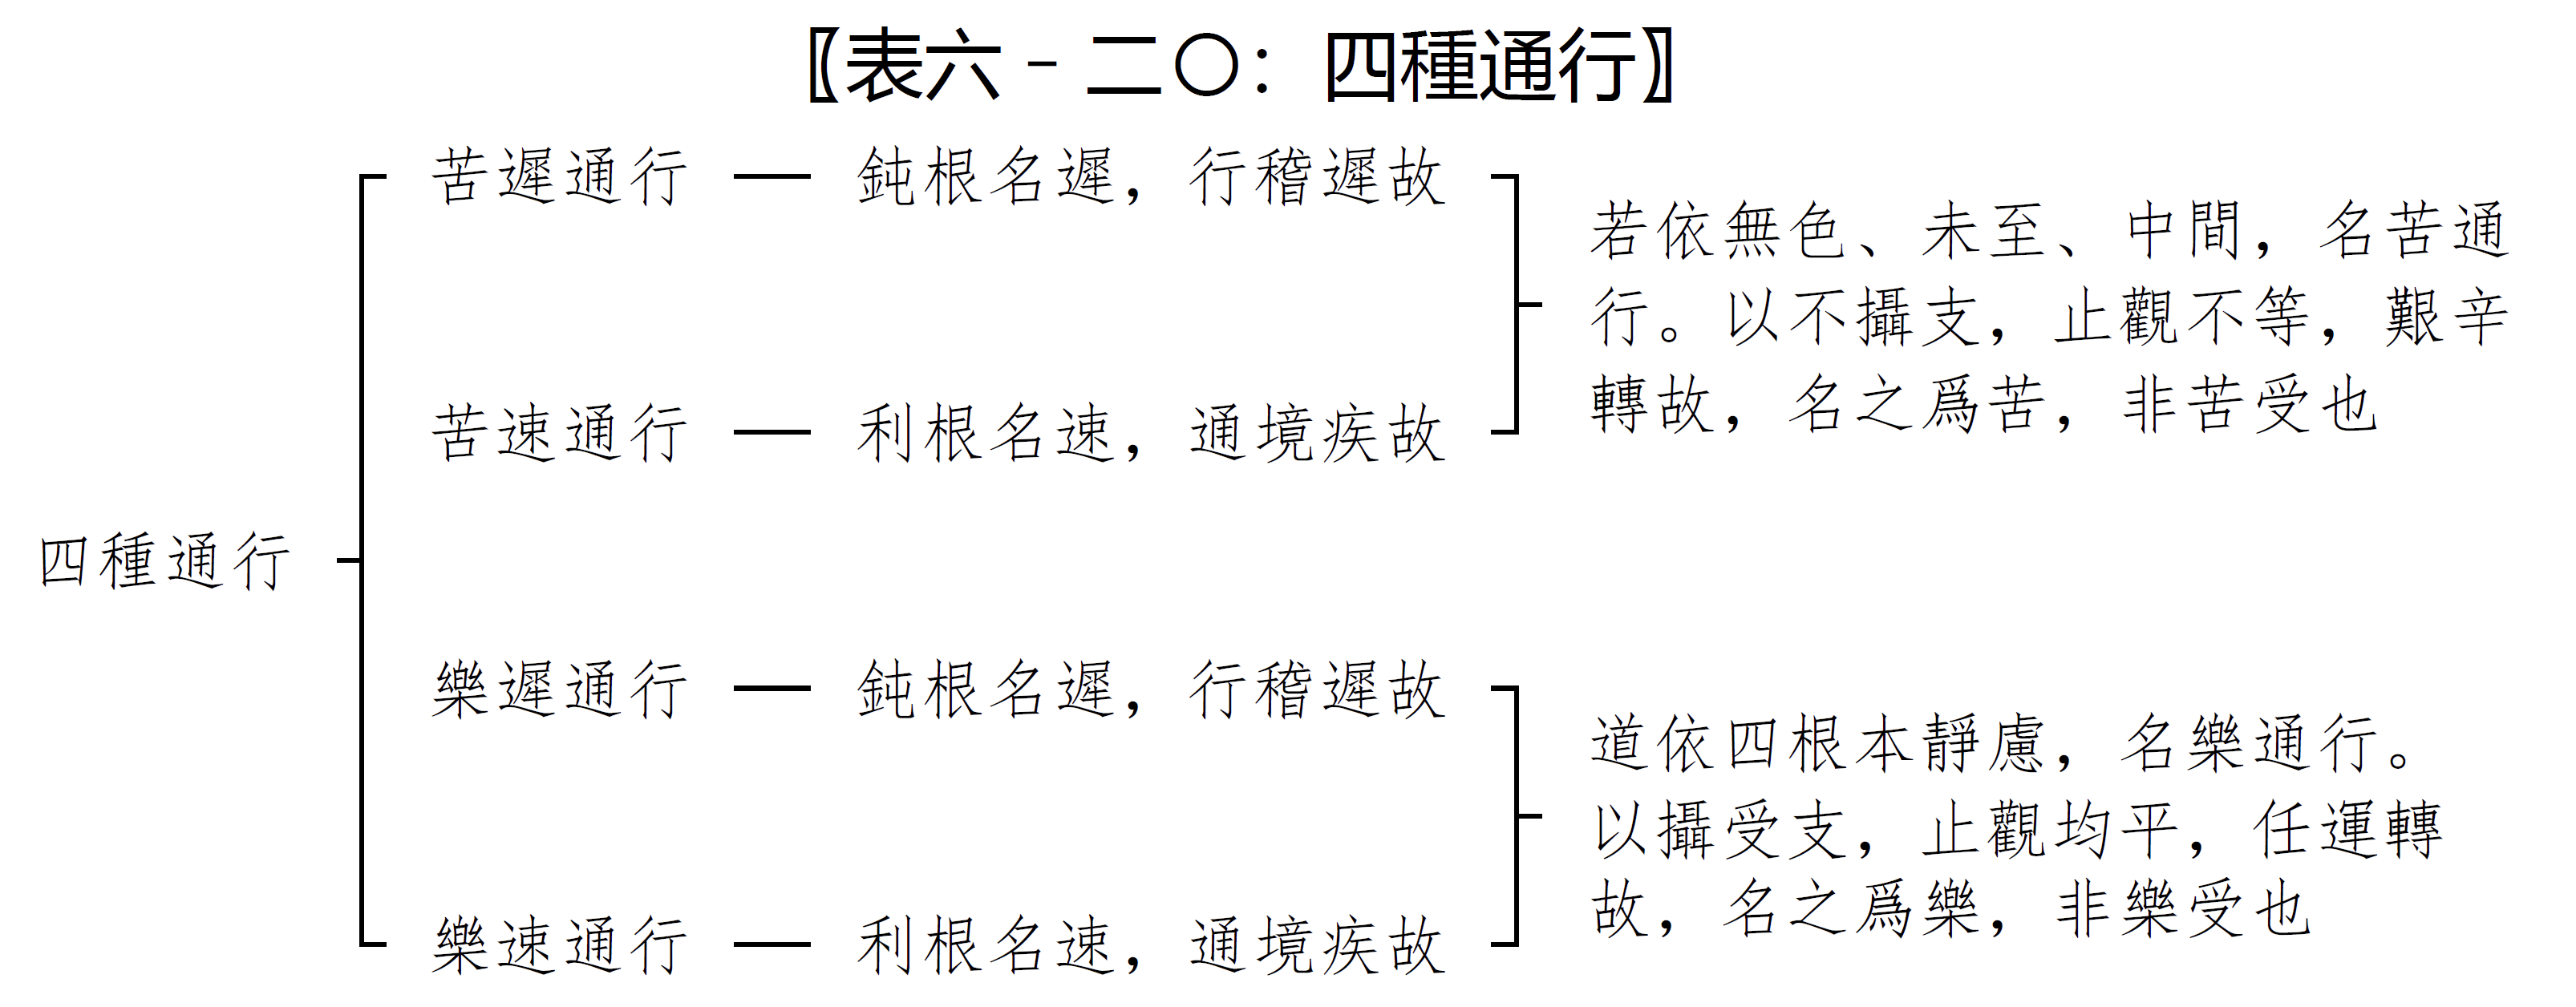 〖表六－二〇：四種通行〗
苦遲通行 — 鈍根名遲，行稽遲故
若依無色、未至、中間，名苦通
行。以不攝支，止觀不等，艱辛
轉故，名之爲苦，非苦受也
苦速通行 — 利根名速，通境疾故
四種通行
樂遲通行 — 鈍根名遲，行稽遲故
道依四根本靜慮，名樂通行。
以攝受支，止觀均平，任運轉
故，名之爲樂，非樂受也
樂速通行 — 利根名速，通境疾故